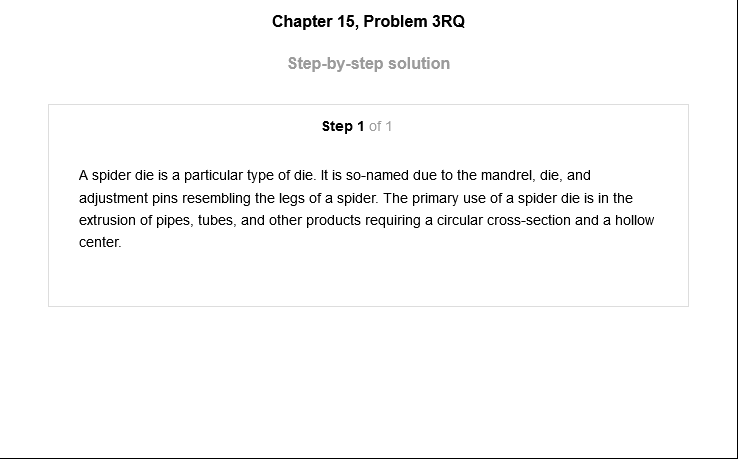 Chapter 15, Problem 3RQ
Step-by-step solution
Step 1 of 1
A spider die is a particular type of die. It is so-named due to the mandrel, die, and
adjustment pins resembling the legs of a spider. The primary use of a spider die is in the
extrusion of pipes, tubes, and other products requiring a circular cross-section and a hollow
center.